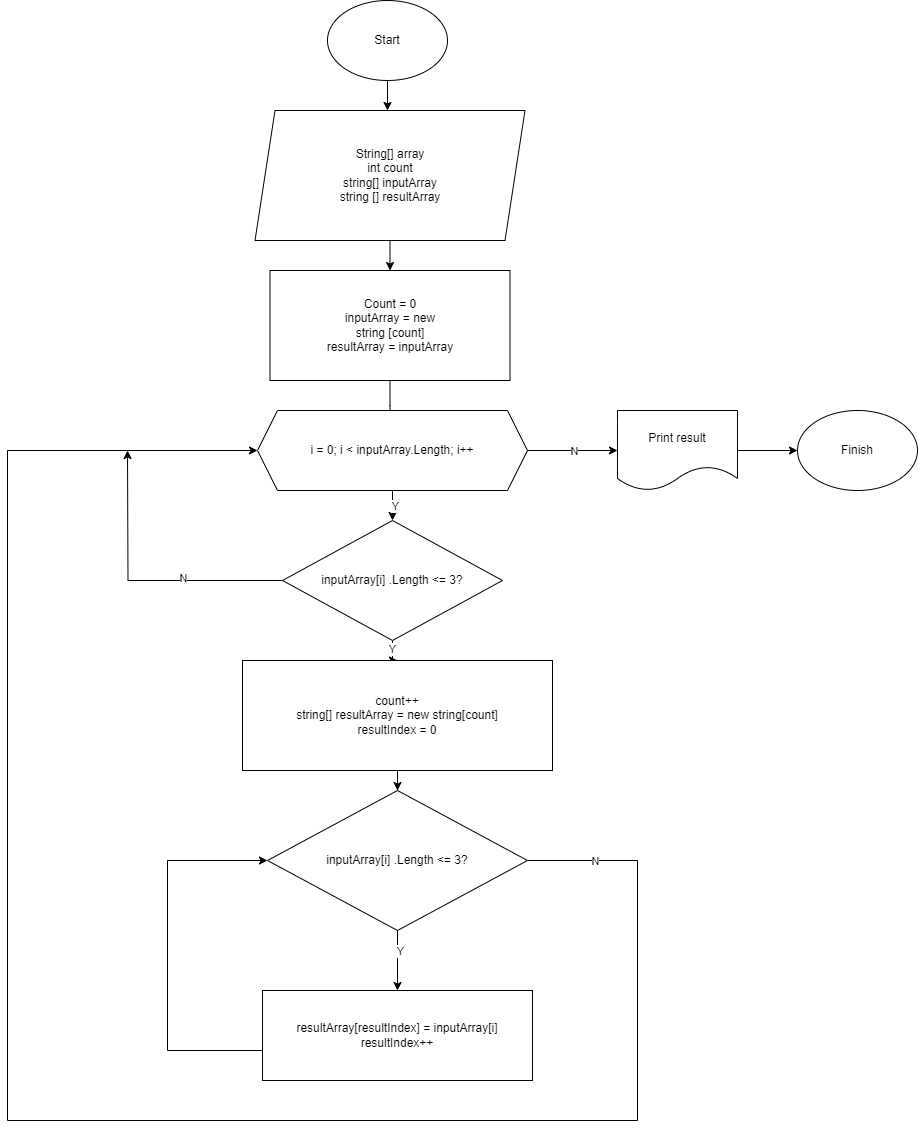 Start
String[] array
int count
string[] inputArray
string [] resultArray
Count = 0
inputArray = new
string [count]
resultArray = inputArray
i = 0; i < inputArray.Length; i++
N
Print result
Finish
Y
inputArray[i] .Length <= 3?
N
Y
count++
string[] resultArray = new string[count]
resultIndex = 0
inputArray[i] .Length <= 3?
N
Y
resultArray[resultIndex] = inputArray[i]
resultIndex++